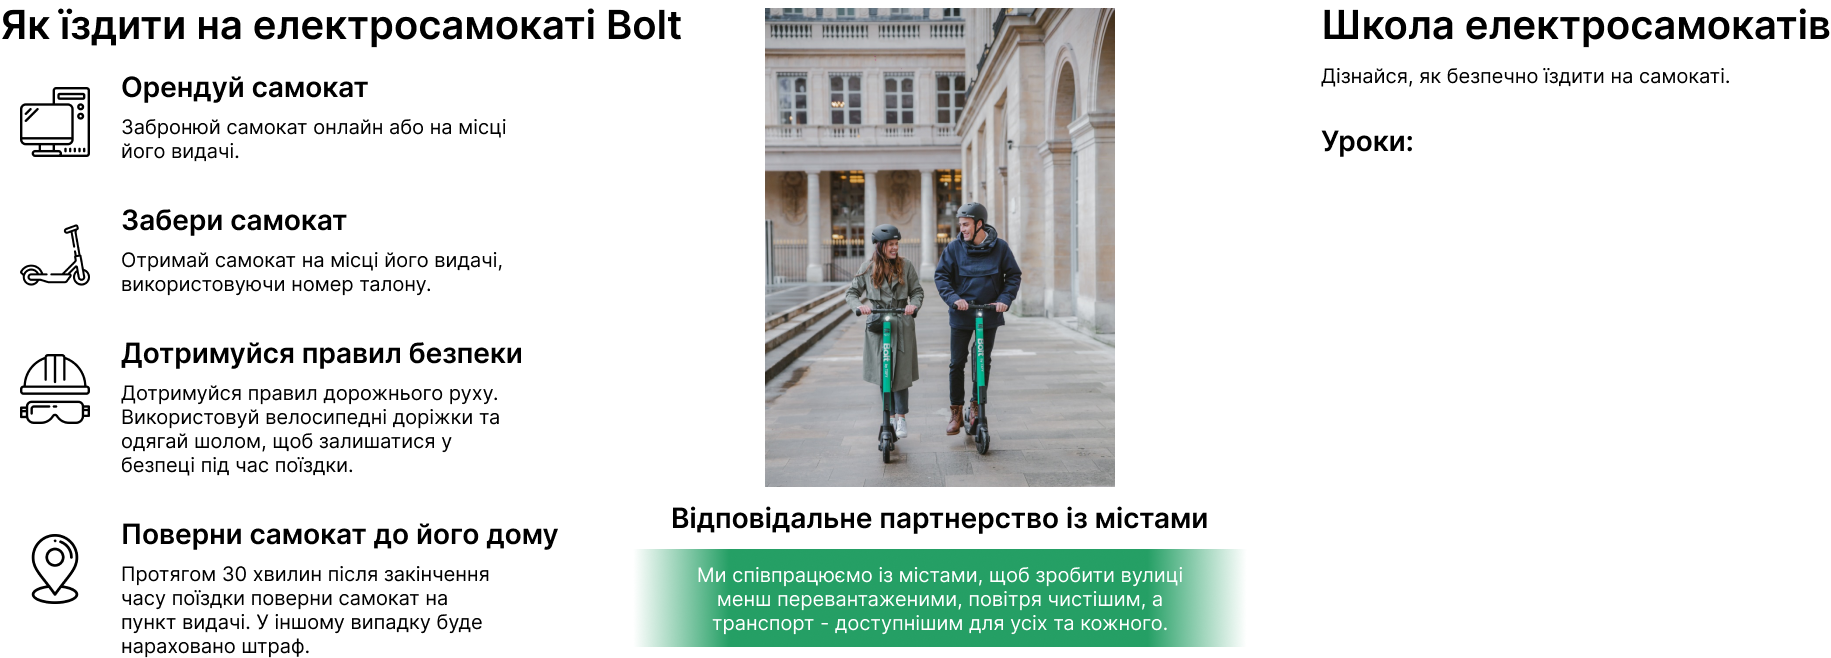 Як їздити на електросамокаті Bolt
Орендуй самокат
Забронюй самокат онлайн або на місці
його видачі.
Забери самокат
Отримай самокат на місці його видачі,
використовуючи номер талону.
Дотримуйся правил безпеки
Дотримуйся правил дорожнього руху.
Використовуй велосипедні доріжки та
одягай шолом, щоб залишатися у
безпеці під час поїздки.
Поверни самокат до його дому
Протягом 30 хвилин після закінчення
часу поїздки поверни самокат на
пункт видачі. У іншому випадку буде
нараховано штраф.
Bolt
Bolt
Відповідальне партнерство із містами
Ми співпрацюємо із містами, щоб зробити вулиці
менш перевантаженими, повітря чистішим, а
транспорт - доступнішим для усіх та кожного.
Школа електросамокатів
Дізнайся, як безпечно їздити на самокаті.
Уроки: